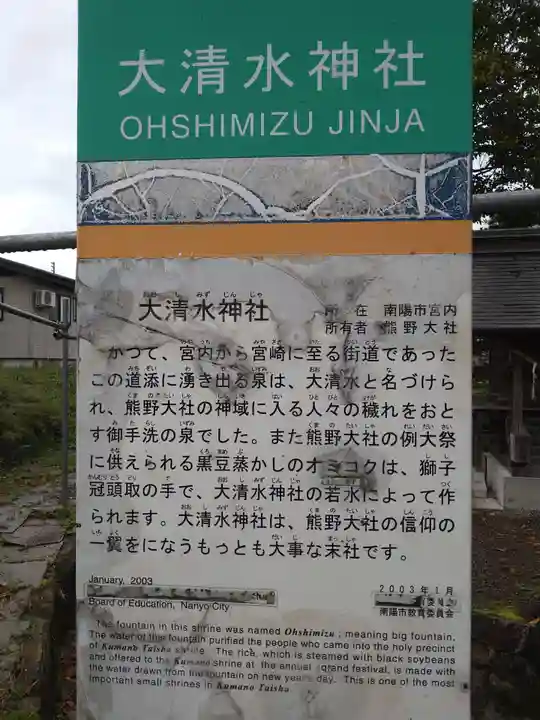 大清水神社
OHSHIMIZU JINJA
大清水神社
所 在 南陽市宮内
所有者 熊野大社
かつて、宮内から宮崎に至る街道であった
この道添に湧き出る泉は、大清水と名づけら
れ、熊野大社の神域に入る人々の穢れをおと
す御手洗の泉でした。また熊野大社の例大祭
に供えられる黒豆蒸かしのオミゴクは、獅子
冠頭取の手で、大清水神社の若水によって作
られます。大清水神社は、熊野大社の信仰の
一翼をになうもっとも大事な末社です。
January, 2003
Board of Education, Nanyo City
2003年1月
南陽市教育委員会
The fountain in this shrine was named Ohshimizu; meaning big fountain.
The water of this fountain purified the people who came into the holy precinct
of Kumano Taisha shrine. The rice, which is steamed with black soybeans
and offered to the Kumano shrine at the annual grand festival, is made with
the water drawn from the fountain on new years day. This is one of the most
important small shrines in Kumano Taisha.